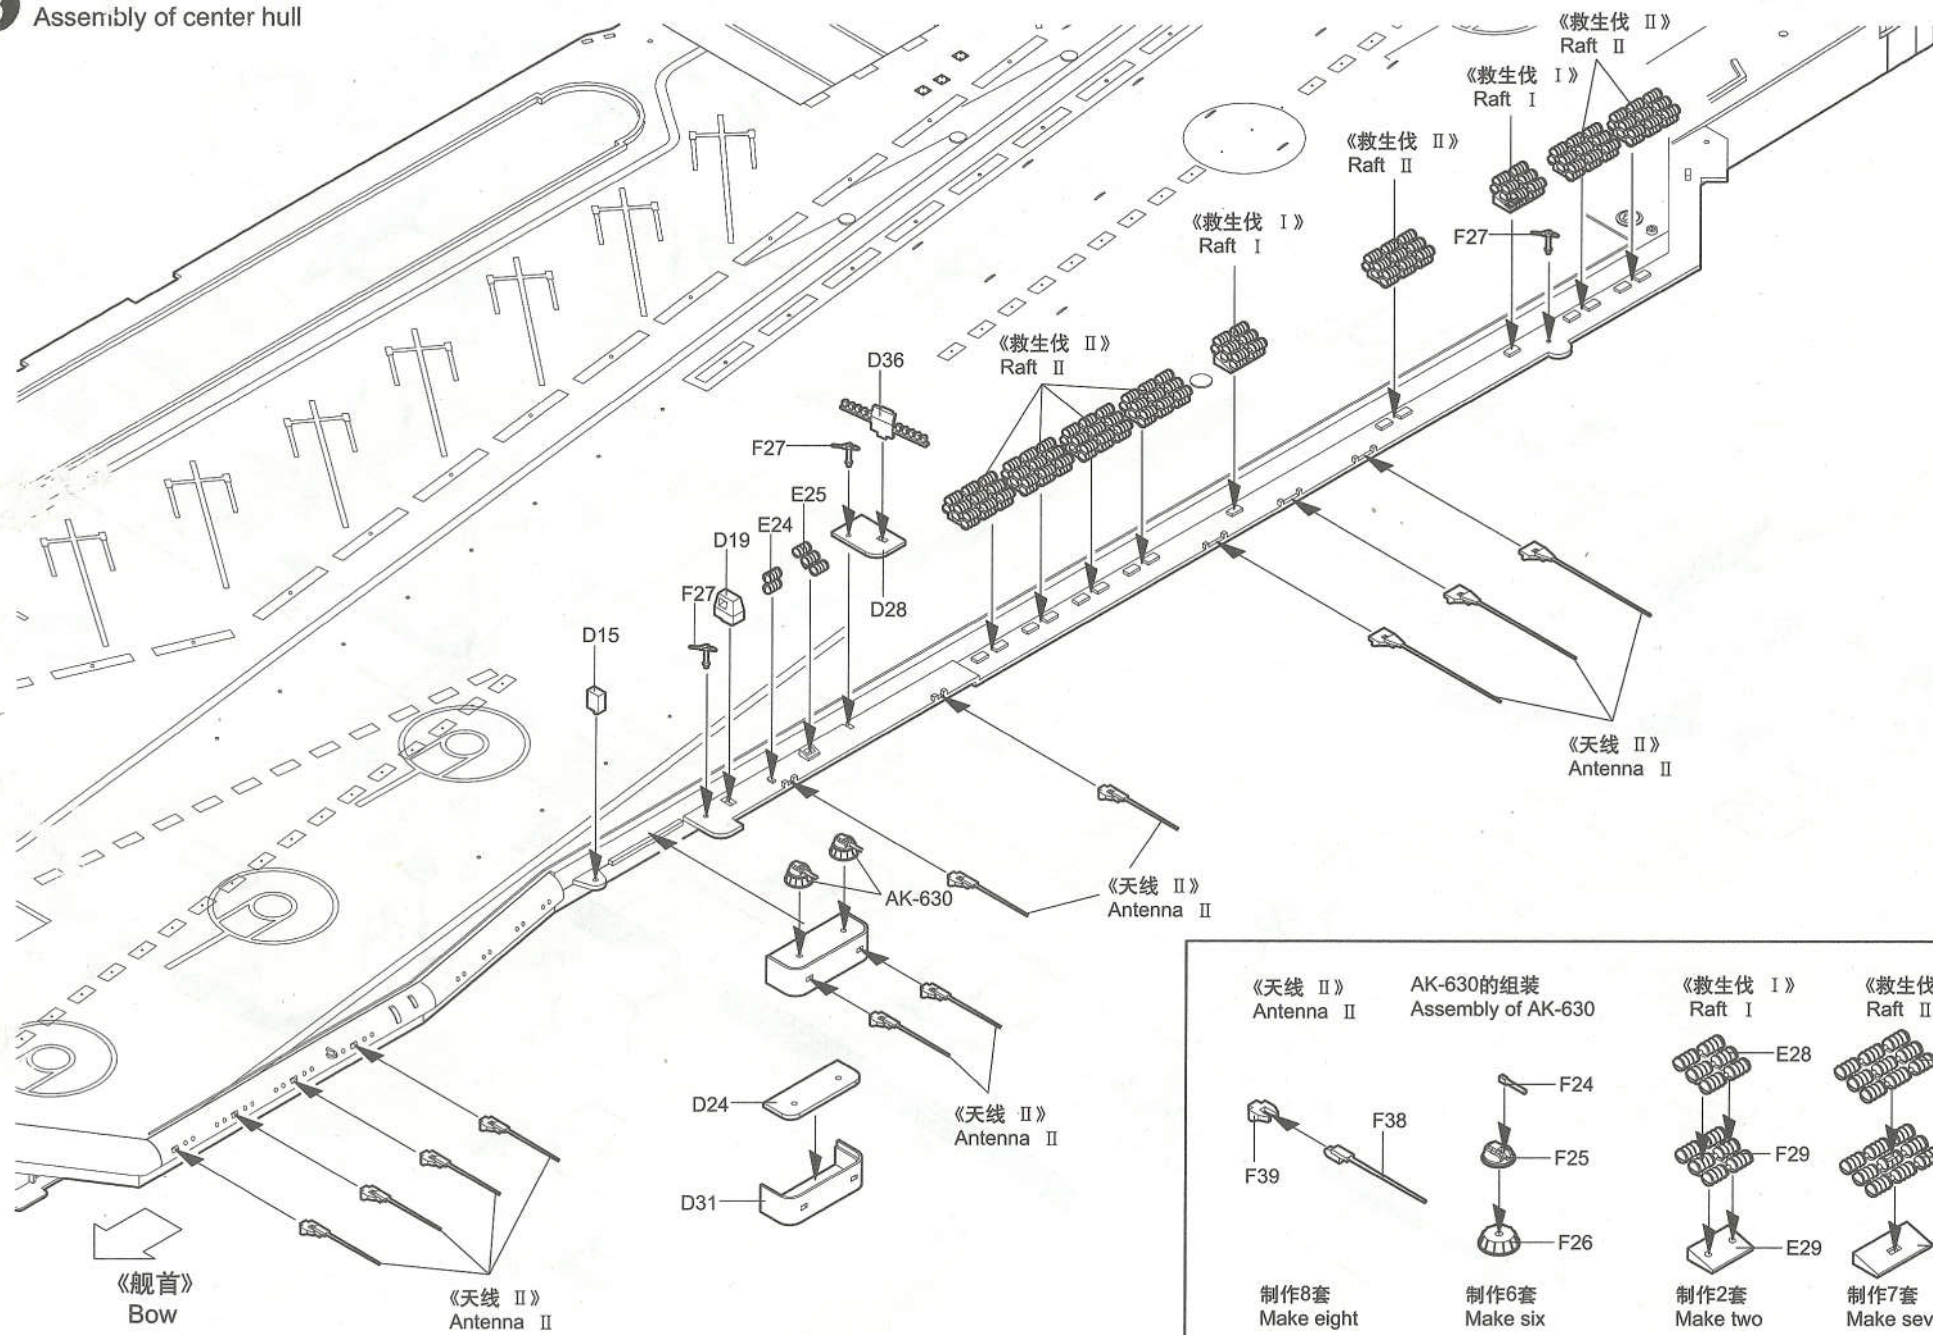 Assembly of center hull
《救生伐 Ⅱ》
Raft Ⅱ
《救生伐 Ⅰ》
Raft Ⅰ
《救生伐 Ⅱ》
Raft Ⅱ
F27
《救生伐 Ⅰ》
Raft Ⅰ
《救生伐 Ⅱ》
Raft Ⅱ
D36
F27
E25
E24
D19
F27
D28
D15
《天线 Ⅱ》
Antenna Ⅱ
AK-630
《天线 Ⅱ》
Antenna Ⅱ
D24
《天线 Ⅱ》
Antenna Ⅱ
D31
《舰首》
Bow
《天线 Ⅱ》
Antenna Ⅱ
《天线 Ⅱ》
Antenna Ⅱ
F39
F38
制作8套
Make eight
AK-630的组装
Assembly of AK-630
F24
F25
F26
制作6套
Make six
《救生伐 Ⅰ》
Raft Ⅰ
E28
F29
E29
制作2套
Make two
《救生伐
Raft Ⅱ
制作7套
Make sev